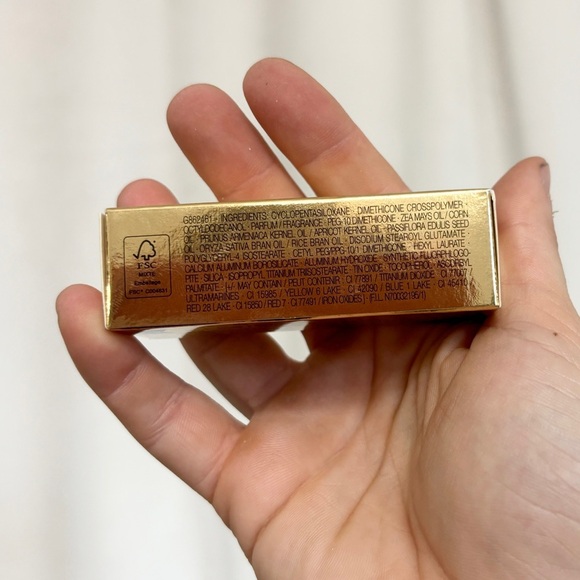 G862481 - INGREDIENTS: CYCLOPENTASILOXANE · DIMETHICONE CROSSPOLYMER
OCTYLDODECANOL · PARFUM / FRAGRANCE · PEG-10 DIMETHICONE · ZEA MAYS OIL / CORN
OIL · PRUNUS ARMENIACA KERNEL OIL / APRICOT KERNEL OIL · PASSIFLORA EDULIS SEED
OIL · ORYZA SATIVA BRAN OIL / RICE BRAN OIL · DISODIUM STEAROYL GLUTAMATE ·
POLYGLYCERYL-4 ISOSTEARATE · CETYL PEG/PPG-10/1 DIMETHICONE · HEXYL LAURATE
CALCIUM ALUMINUM BOROSILICATE · ALUMINUM HYDROXIDE · SYNTHETIC FLUORPHLOGO-
PITE · SILICA · ISOPROPYL TITANIUM TRIISOSTEARATE · TIN OXIDE · TOCOPHEROL · ASCORBYL
PALMITATE · [+/- MAY CONTAIN / PEUT CONTENIR · CI 77891 / TITANIUM DIOXIDE · CI 77007 /
ULTRAMARINES · CI 15985 / YELLOW 6 LAKE · CI 42090 / BLUE 1 LAKE · CI 45410 /
RED 28 LAKE · CI 15850 / RED 7 · CI 77491 / IRON OXIDES] · (F.I.L. N70032196/1)
FSC
MIXTE
Emballage